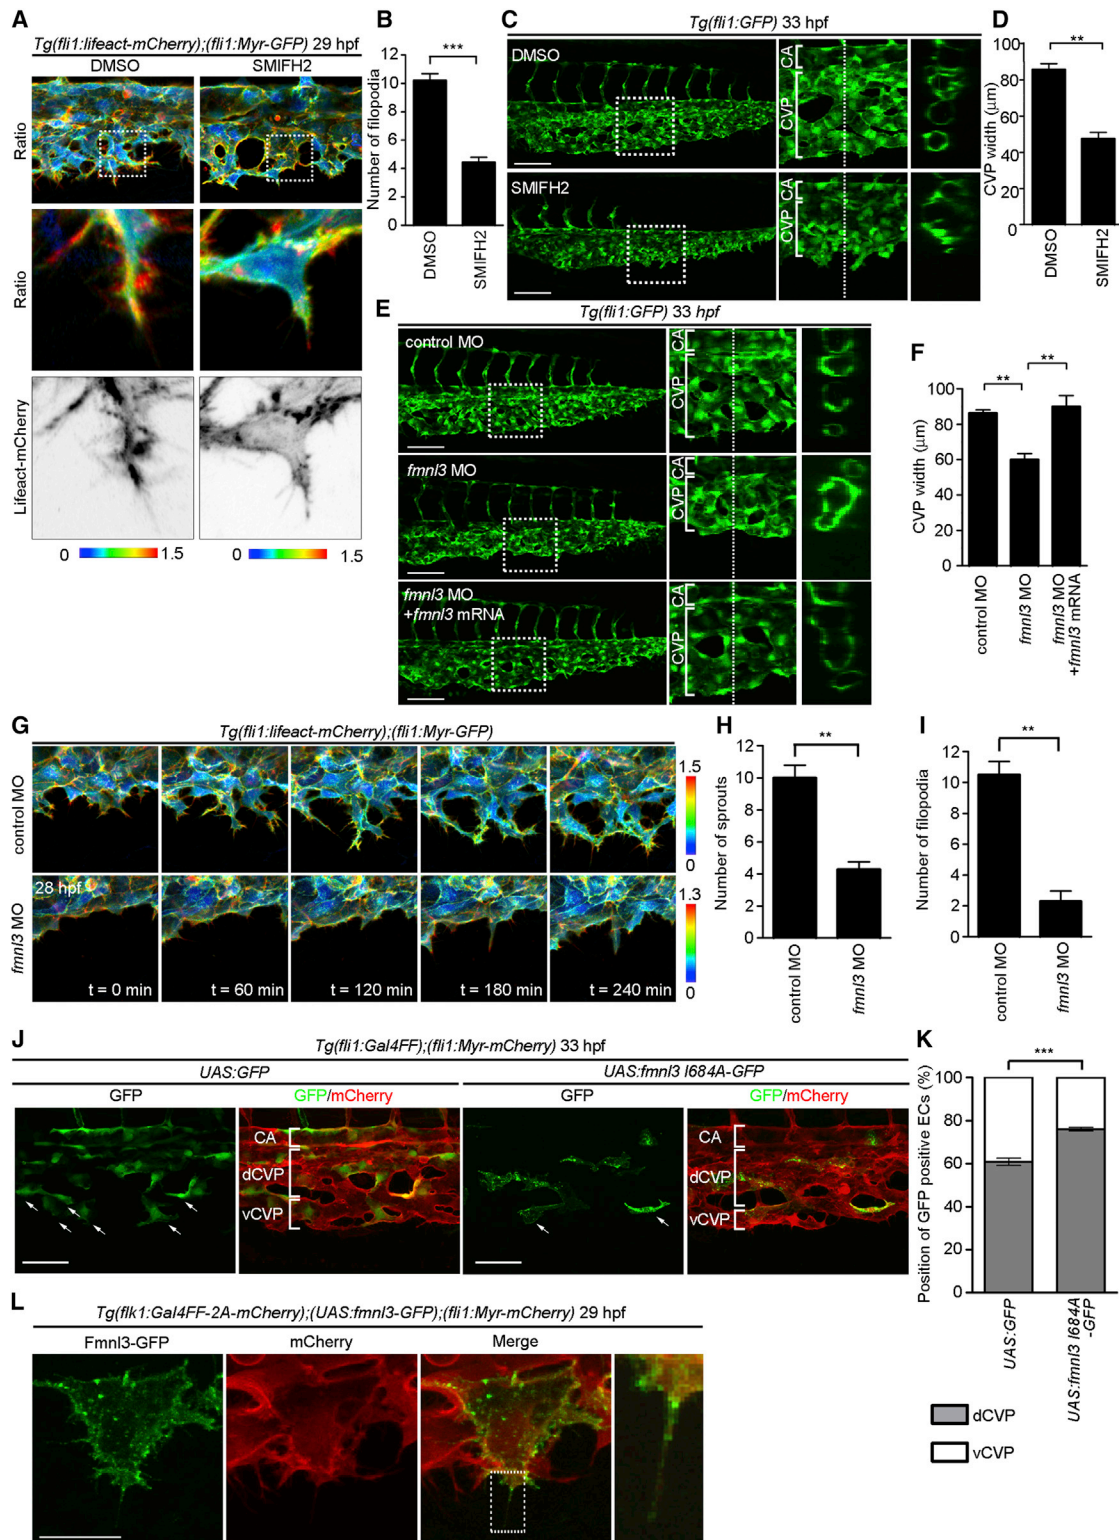 A
Tg(fli1:lifeact-mCherry);(fli1:Myr-GFP) 29 hpf
DMSO
SMIFH2
Ratio
Ratio
Lifeact-mCherry
0
1.5
0
1.5
B
***
Number of filopodia
12
10
8
6
4
2
0
DMSO
SMIFH2
C
Tg(fli1:GFP) 33 hpf
DMSO
CA
CVP
SMIFH2
CA
CVP
D
**
CVP width (μm)
100
80
60
40
20
0
DMSO
SMIFH2
E
Tg(fli1:GFP) 33 hpf
control MO
CA
CVP
fmnl3 MO
CA
CVP
fmnl3 MO
+fmnl3 mRNA
CA
CVP
F
**
**
CVP width (μm)
100
80
60
40
20
0
control MO
fmnl3 MO
fmnl3 MO
+fmnl3 mRNA
G
Tg(fli1:lifeact-mCherry);(fli1:Myr-GFP)
control MO
1.5
0
fmnl3 MO
28 hpf
t = 0 min
t = 60 min
t = 120 min
t = 180 min
t = 240 min
1.3
0
H
**
Number of sprouts
12
10
8
6
4
2
0
control MO
fmnl3 MO
I
**
Number of filopodia
12
10
8
6
4
2
0
control MO
fmnl3 MO
J
Tg(fli1:Gal4FF);(fli1:Myr-mCherry) 33 hpf
UAS:GFP
UAS:fmnl3 I684A-GFP
GFP
GFP/mCherry
GFP
GFP/mCherry
CA
dCVP
vCVP
CA
dCVP
vCVP
K
***
Position of GFP positive ECs (%)
100
80
60
40
20
0
UAS:GFP
UAS:fmnl3 I684A
-GFP
dCVP
vCVP
L
Tg(flk1:Gal4FF-2A-mCherry);(UAS:fmnl3-GFP);(fli1:Myr-mCherry) 29 hpf
Fmnl3-GFP
mCherry
Merge